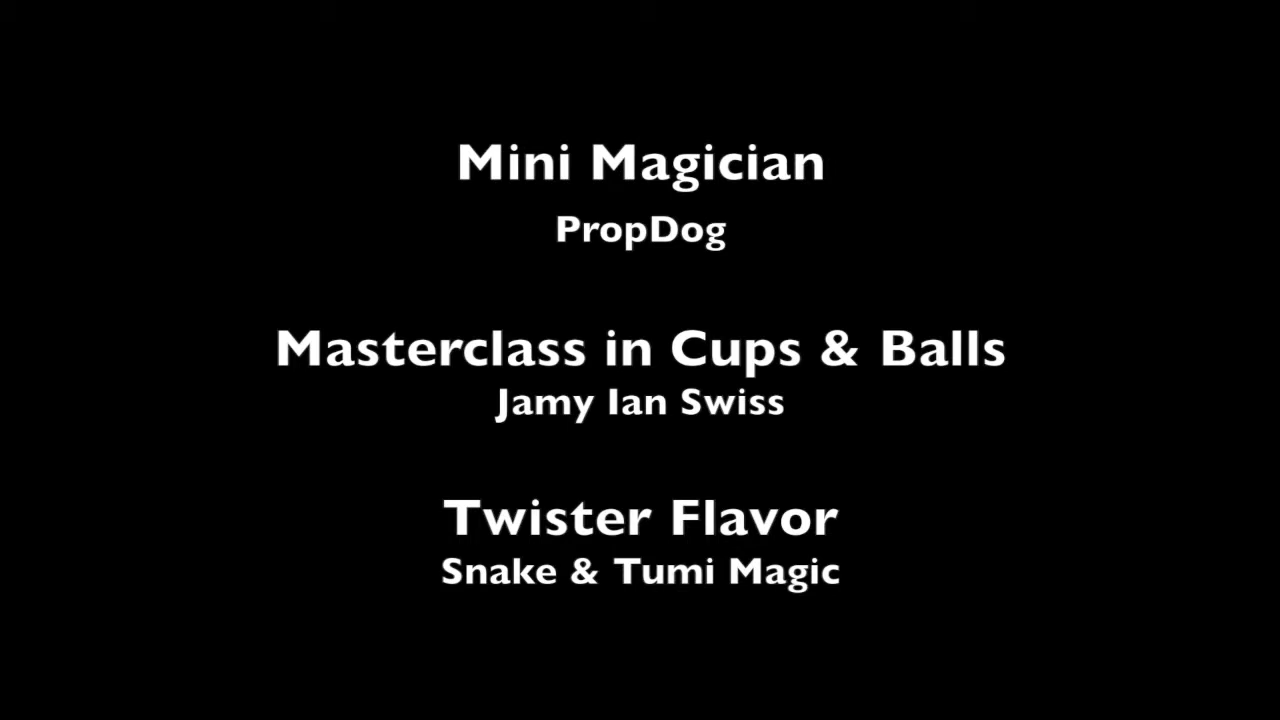 Mini Magician
PropDog
Masterclass in Cups & Balls
Jamy Ian Swiss
Twister Flavor
Snake & Tumi Magic